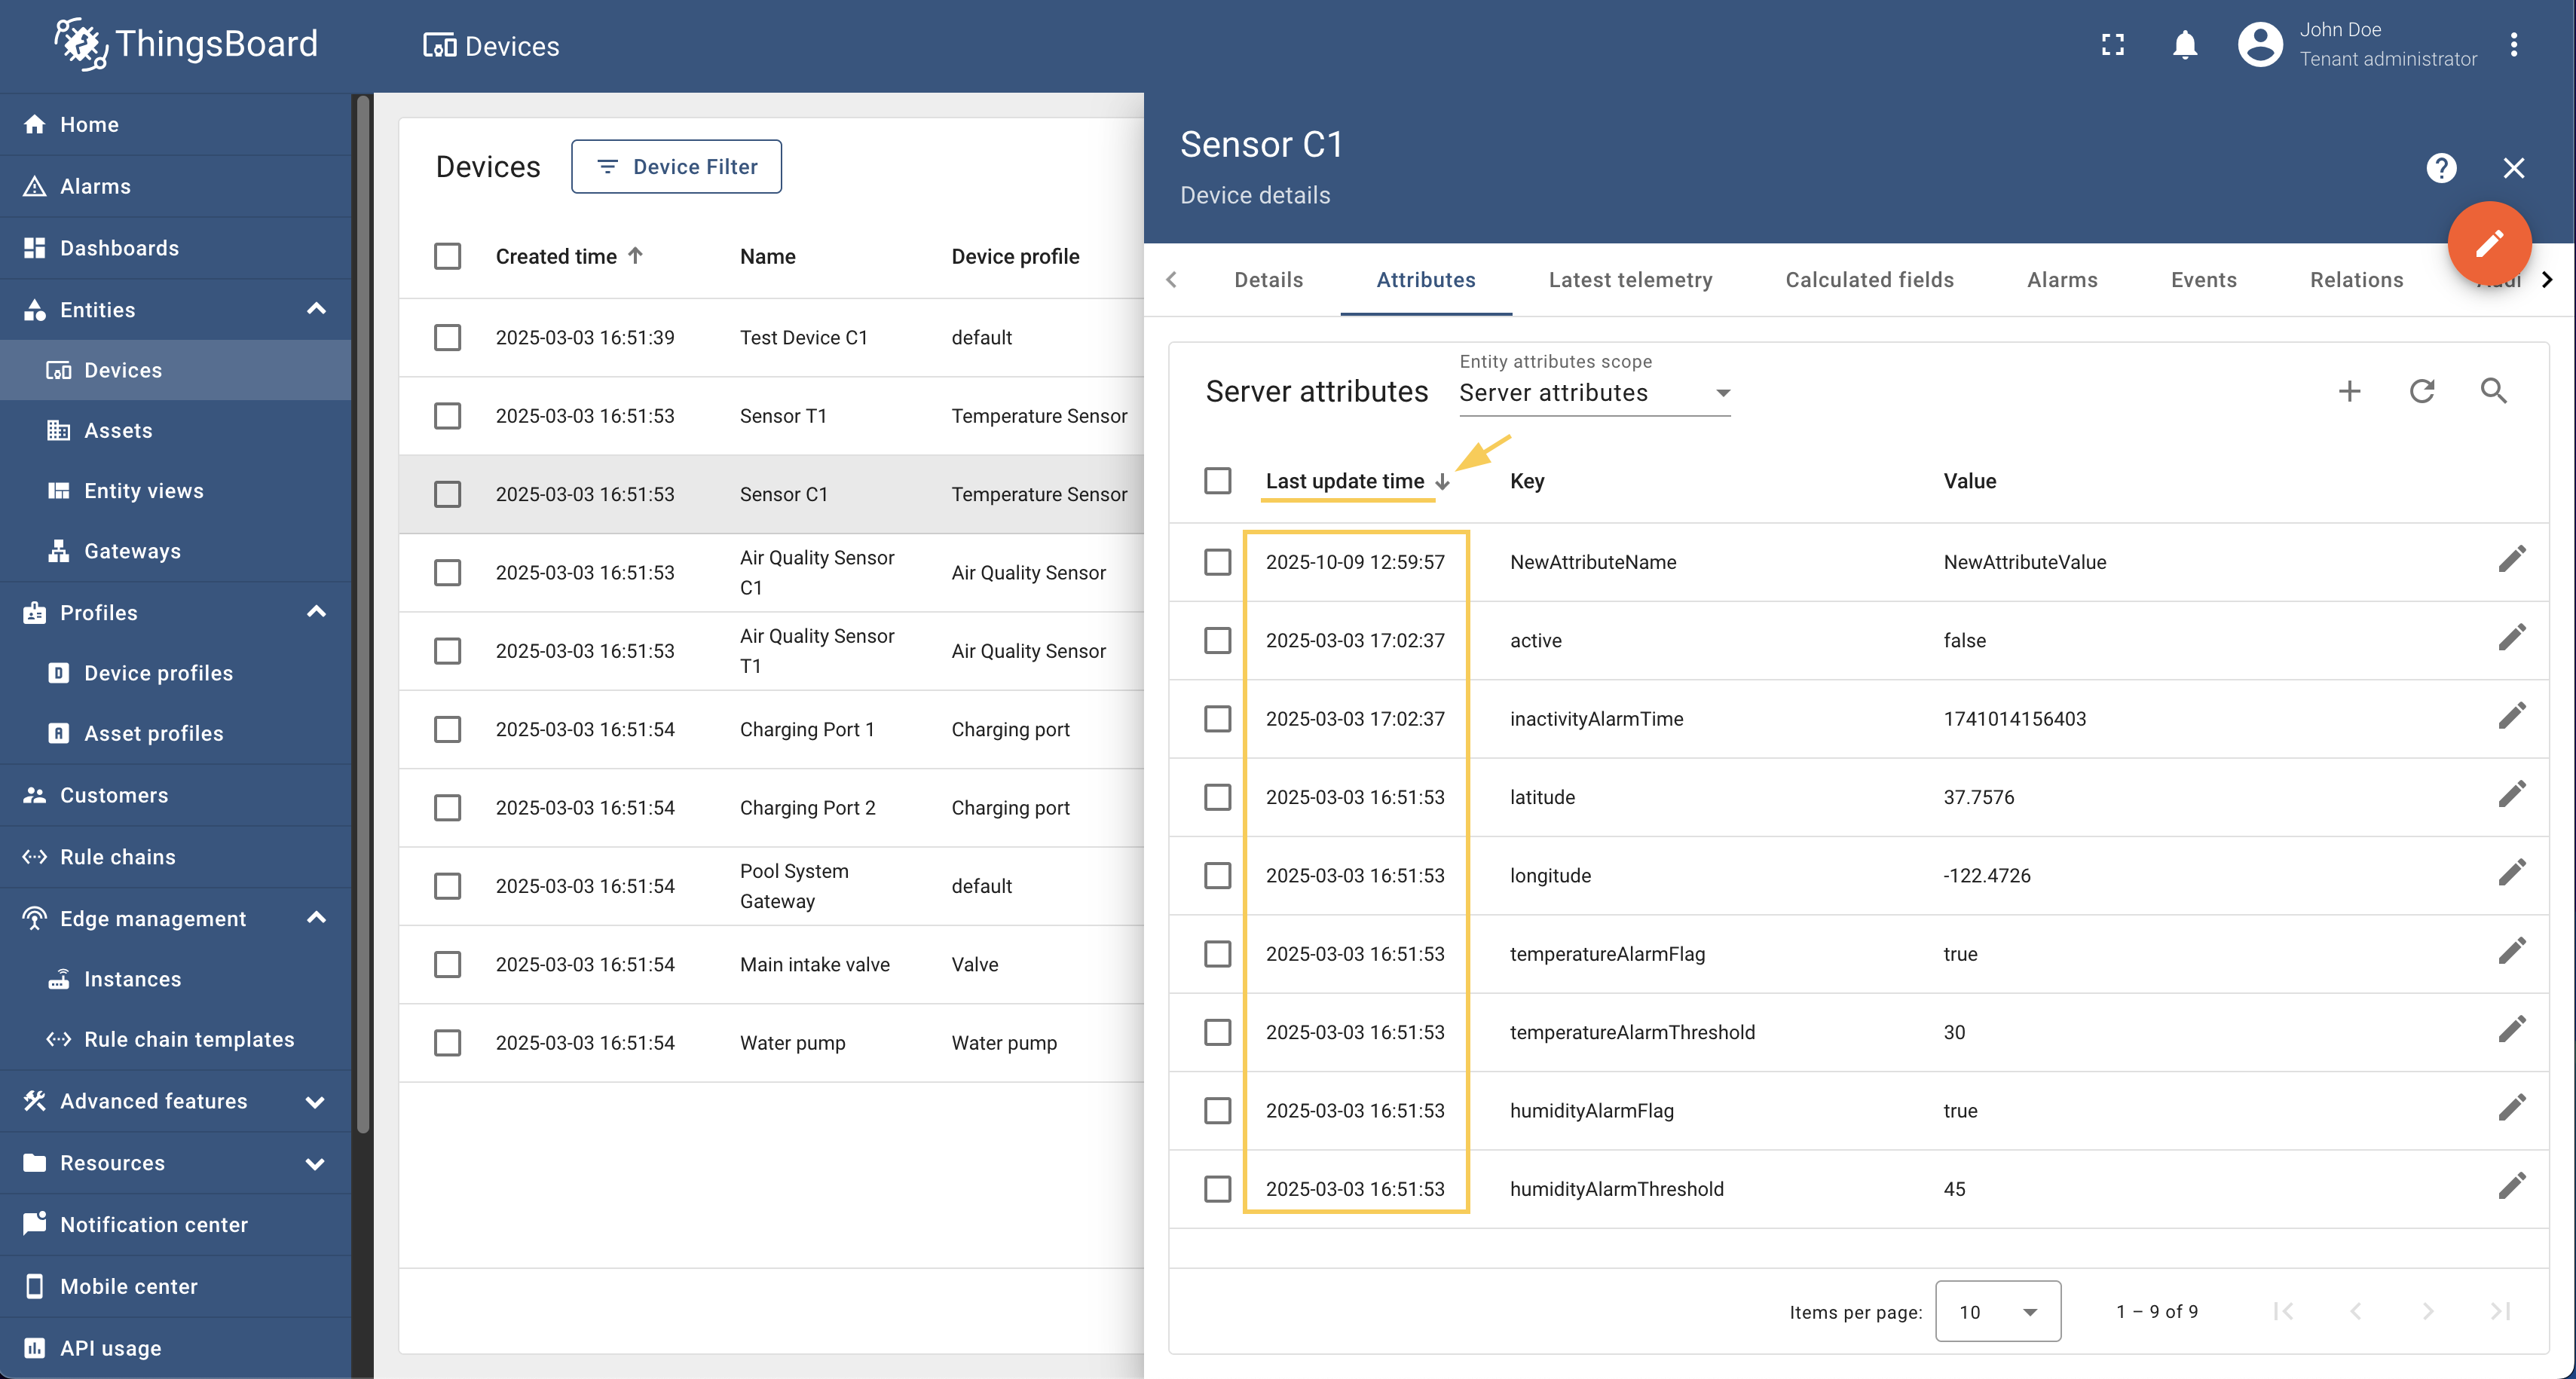 ThingsBoard
Devices
John Doe
Tenant administrator
Home
Alarms
Dashboards
Entities
Devices
Assets
Entity views
Gateways
Profiles
Device profiles
Asset profiles
Customers
Rule chains
Edge management
Instances
Rule chain templates
Advanced features
Resources
Notification center
Mobile center
API usage
Devices
Device Filter
Created time Name Device profile
2025-03-03 16:51:39 Test Device C1 default
2025-03-03 16:51:53 Sensor T1 Temperature Sensor
2025-03-03 16:51:53 Sensor C1 Temperature Sensor
2025-03-03 16:51:53 Air Quality Sensor C1 Air Quality Sensor
2025-03-03 16:51:53 Air Quality Sensor T1 Air Quality Sensor
2025-03-03 16:51:54 Charging Port 1 Charging port
2025-03-03 16:51:54 Charging Port 2 Charging port
2025-03-03 16:51:54 Pool System Gateway default
2025-03-03 16:51:54 Main intake valve Valve
2025-03-03 16:51:54 Water pump Water pump
Sensor C1
Device details
Details Attributes Latest telemetry Calculated fields Alarms Events Relations
Server attributes
Entity attributes scope
Server attributes
Last update time Key Value
2025-10-09 12:59:57 NewAttributeName NewAttributeValue
2025-03-03 17:02:37 active false
2025-03-03 17:02:37 inactivityAlarmTime 1741014156403
2025-03-03 16:51:53 latitude 37.7576
2025-03-03 16:51:53 longitude -122.4726
2025-03-03 16:51:53 temperatureAlarmFlag true
2025-03-03 16:51:53 temperatureAlarmThreshold 30
2025-03-03 16:51:53 humidityAlarmFlag true
2025-03-03 16:51:53 humidityAlarmThreshold 45
Items per page: 10 1 – 9 of 9